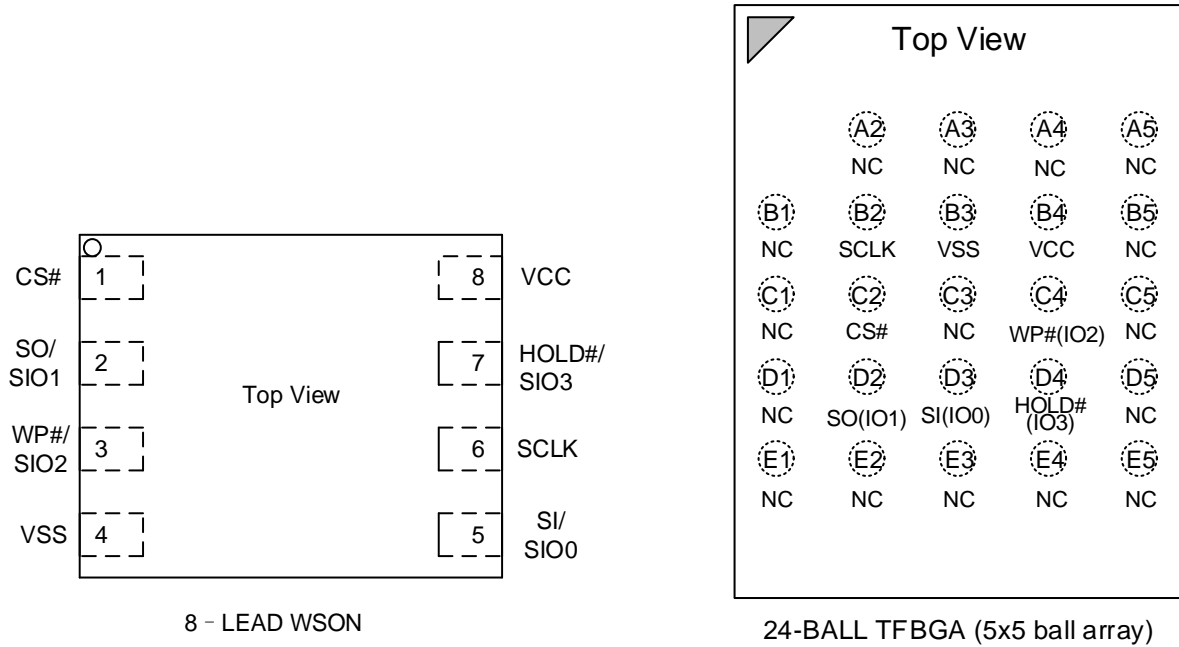 Top View
A2 A3 A4 A5
NC NC NC NC
B1 B2 B3 B4 B5
NC SCLK VSS VCC NC
C1 C2 C3 C4 C5
NC CS# NC WP#(IO2) NC
D1 D2 D3 D4 D5
NC SO(IO1) SI(IO0) HOLD#
(IO3) NC
E1 E2 E3 E4 E5
NC NC NC NC NC
24-BALL TFBGA (5x5 ball array)
CS# 1 8 VCC
SO/
SIO1 2 7 HOLD#/
SIO3
Top View
WP#/
SIO2 3 6 SCLK
VSS 4 5 SI/
SIO0
8 - LEAD WSON